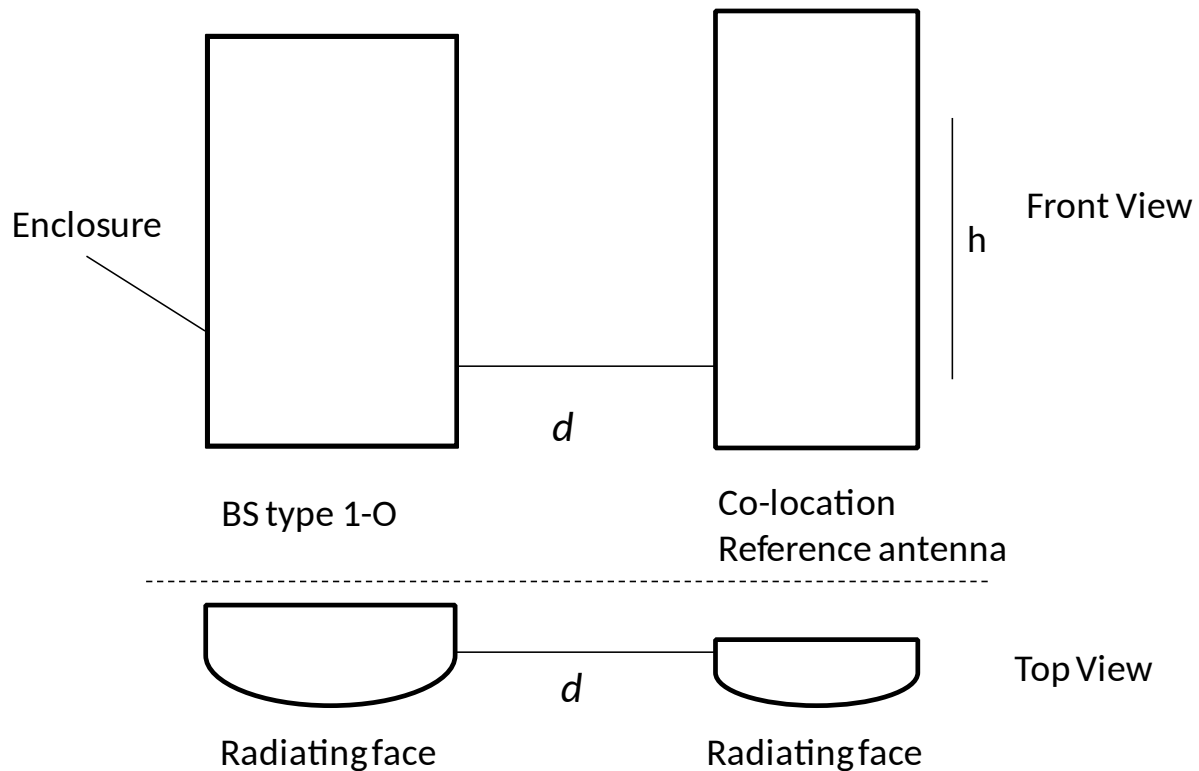 Enclosure
Front View
h
d
BS type 1-O
Co-location
Reference antenna
d
Top View
Radiating face
Radiating face